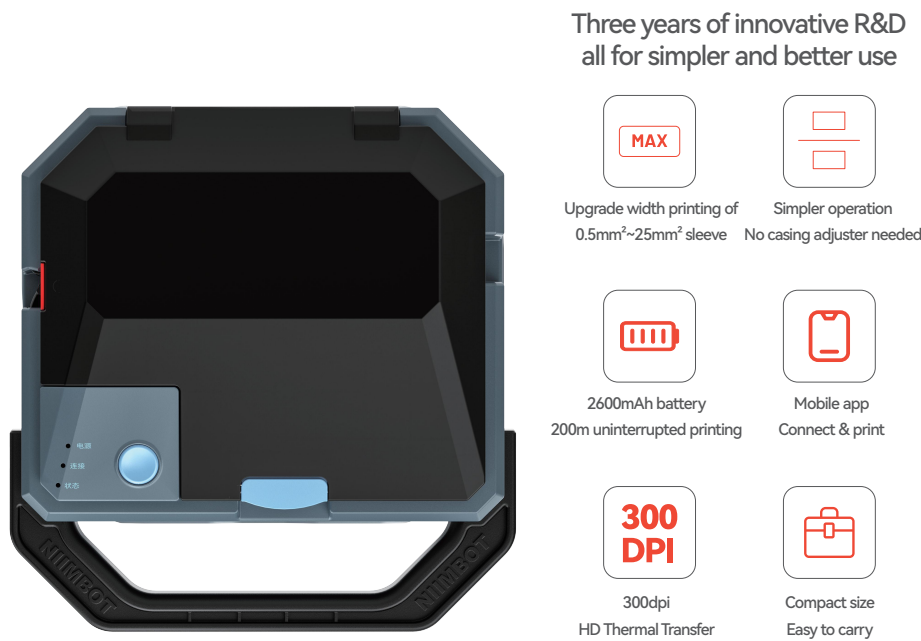 Three years of innovative R&D
all for simpler and better use
MAX
Upgrade width printing of
0.5mm²~25mm² sleeve
Simpler operation
No casing adjuster needed
2600mAh battery
200m uninterrupted printing
Mobile app
Connect & print
300
DPI
300dpi
HD Thermal Transfer
Compact size
Easy to carry
电源
连接
状态
NIIMBOT
NIIMBOT